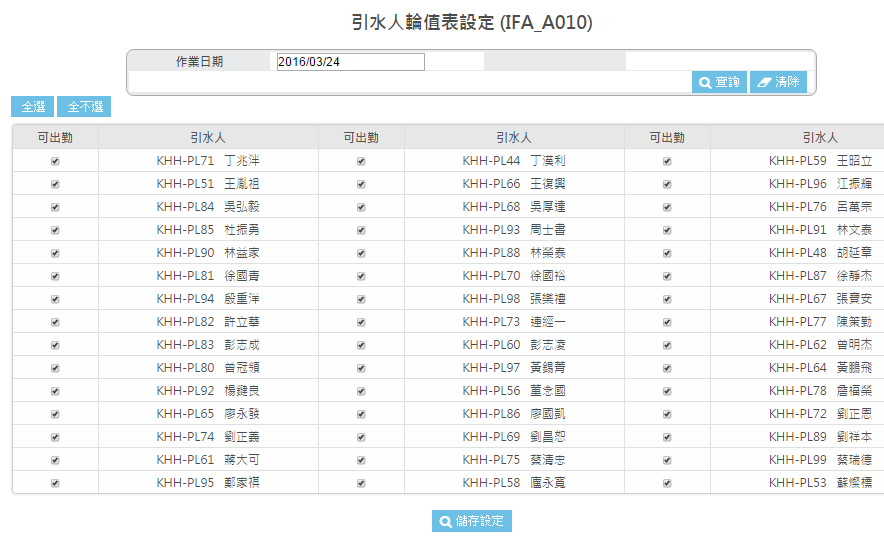 引水人輪值表設定 (IFA_A010)
作業日期 2016/03/24
查詢 清除
全選 全不選
可出勤 引水人 可出勤 引水人 可出勤 引水人
KHH-PL71 丁兆泮 KHH-PL44 丁漢利 KHH-PL59 王昭立
KHH-PL51 王胤祖 KHH-PL66 王復興 KHH-PL96 江振輝
KHH-PL84 吳弘毅 KHH-PL68 吳厚達 KHH-PL76 呂萬宗
KHH-PL85 杜振勇 KHH-PL93 周士書 KHH-PL91 林文泰
KHH-PL90 林益家 KHH-PL88 林榮泰 KHH-PL48 胡延章
KHH-PL81 徐國青 KHH-PL70 徐國裕 KHH-PL87 徐靜杰
KHH-PL94 殷重洋 KHH-PL98 張樂禮 KHH-PL67 張寶安
KHH-PL82 許立華 KHH-PL73 連經一 KHH-PL77 陳策勤
KHH-PL83 彭志成 KHH-PL60 彭志凌 KHH-PL62 曾明杰
KHH-PL80 曾冠領 KHH-PL97 黃錫菁 KHH-PL64 黃鵬飛
KHH-PL92 楊鍵良 KHH-PL56 董念國 KHH-PL78 詹福榮
KHH-PL65 廖永發 KHH-PL86 廖國凱 KHH-PL72 劉正恩
KHH-PL74 劉正義 KHH-PL69 劉昌恕 KHH-PL89 劉祥本
KHH-PL61 蔣大可 KHH-PL75 蔡清忠 KHH-PL99 蔡瑞德
KHH-PL95 鄭家祺 KHH-PL58 盧永寬 KHH-PL53 蘇燦標
儲存設定